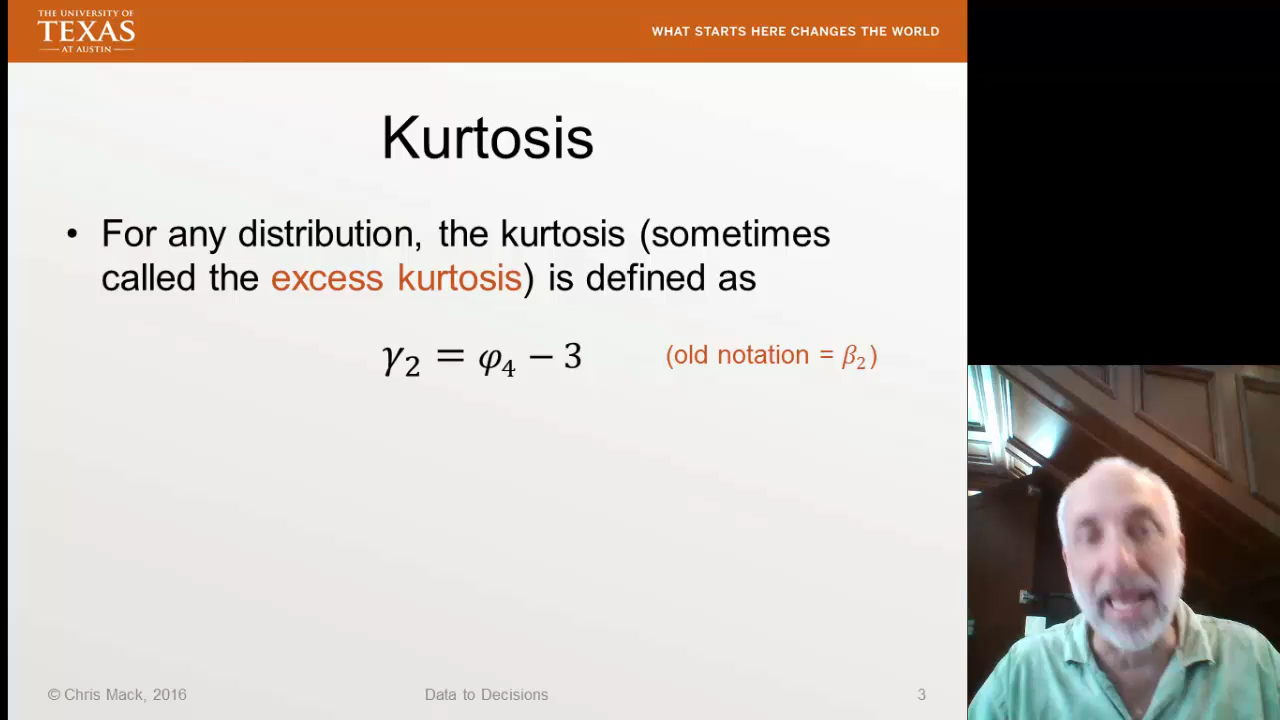 THE UNIVERSITY OF
TEXAS
AT AUSTIN
WHAT STARTS HERE CHANGES THE WORLD
Kurtosis
• For any distribution, the kurtosis (sometimes
called the excess kurtosis) is defined as
γ₂ = φ₄ − 3 (old notation = β₂)
© Chris Mack, 2016 Data to Decisions 3